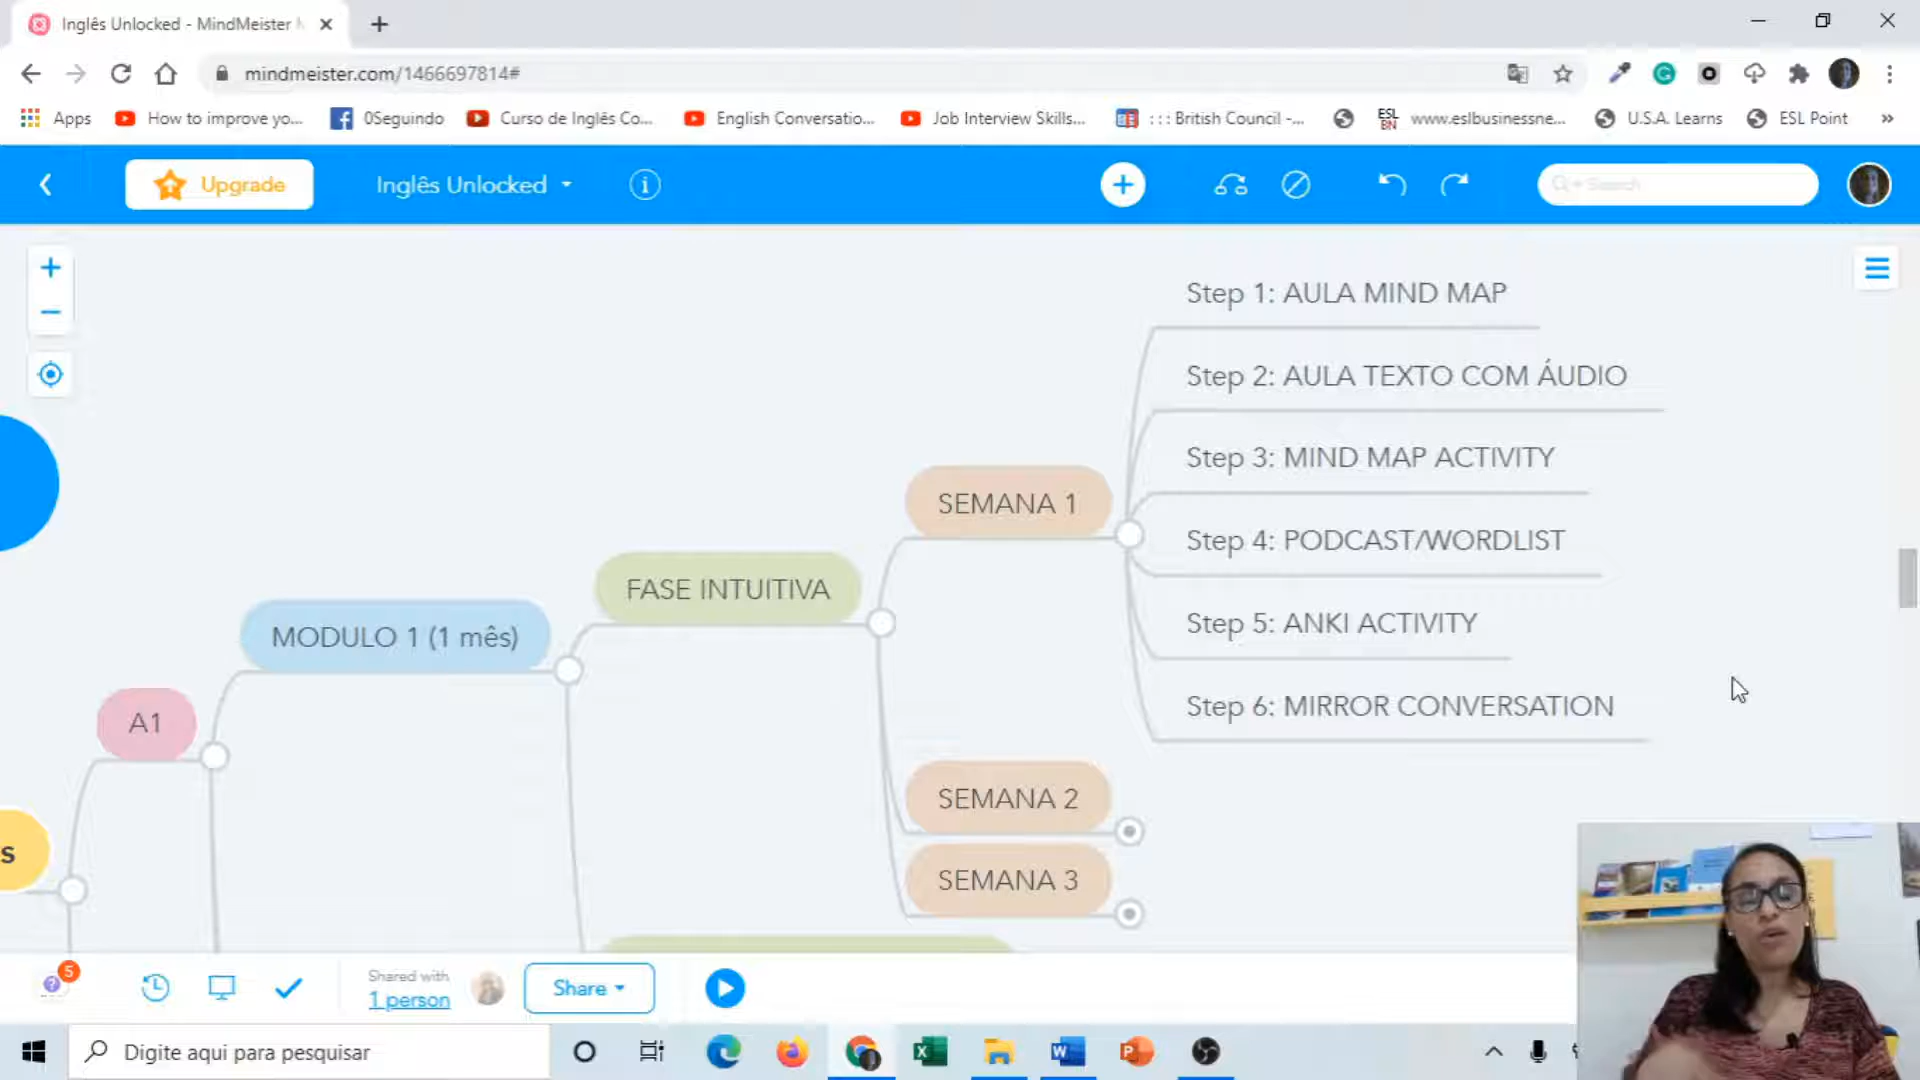 Inglês Unlocked - MindMeister
mindmeister.com/1466697814#
Apps
How to improve yo...
0Seguindo
Curso de Inglês Co...
English Conversatio...
Job Interview Skills...
::: British Council -...
ESL BN
www.eslbusinessne...
U.S.A. Learns
ESL Point
»
Upgrade
Inglês Unlocked
Search
Step 1: AULA MIND MAP
Step 2: AULA TEXTO COM ÁUDIO
Step 3: MIND MAP ACTIVITY
SEMANA 1
Step 4: PODCAST/WORDLIST
FASE INTUITIVA
Step 5: ANKI ACTIVITY
MODULO 1 (1 mês)
Step 6: MIRROR CONVERSATION
A1
SEMANA 2
s
SEMANA 3
5
Shared with
1 person
Share
Digite aqui para pesquisar